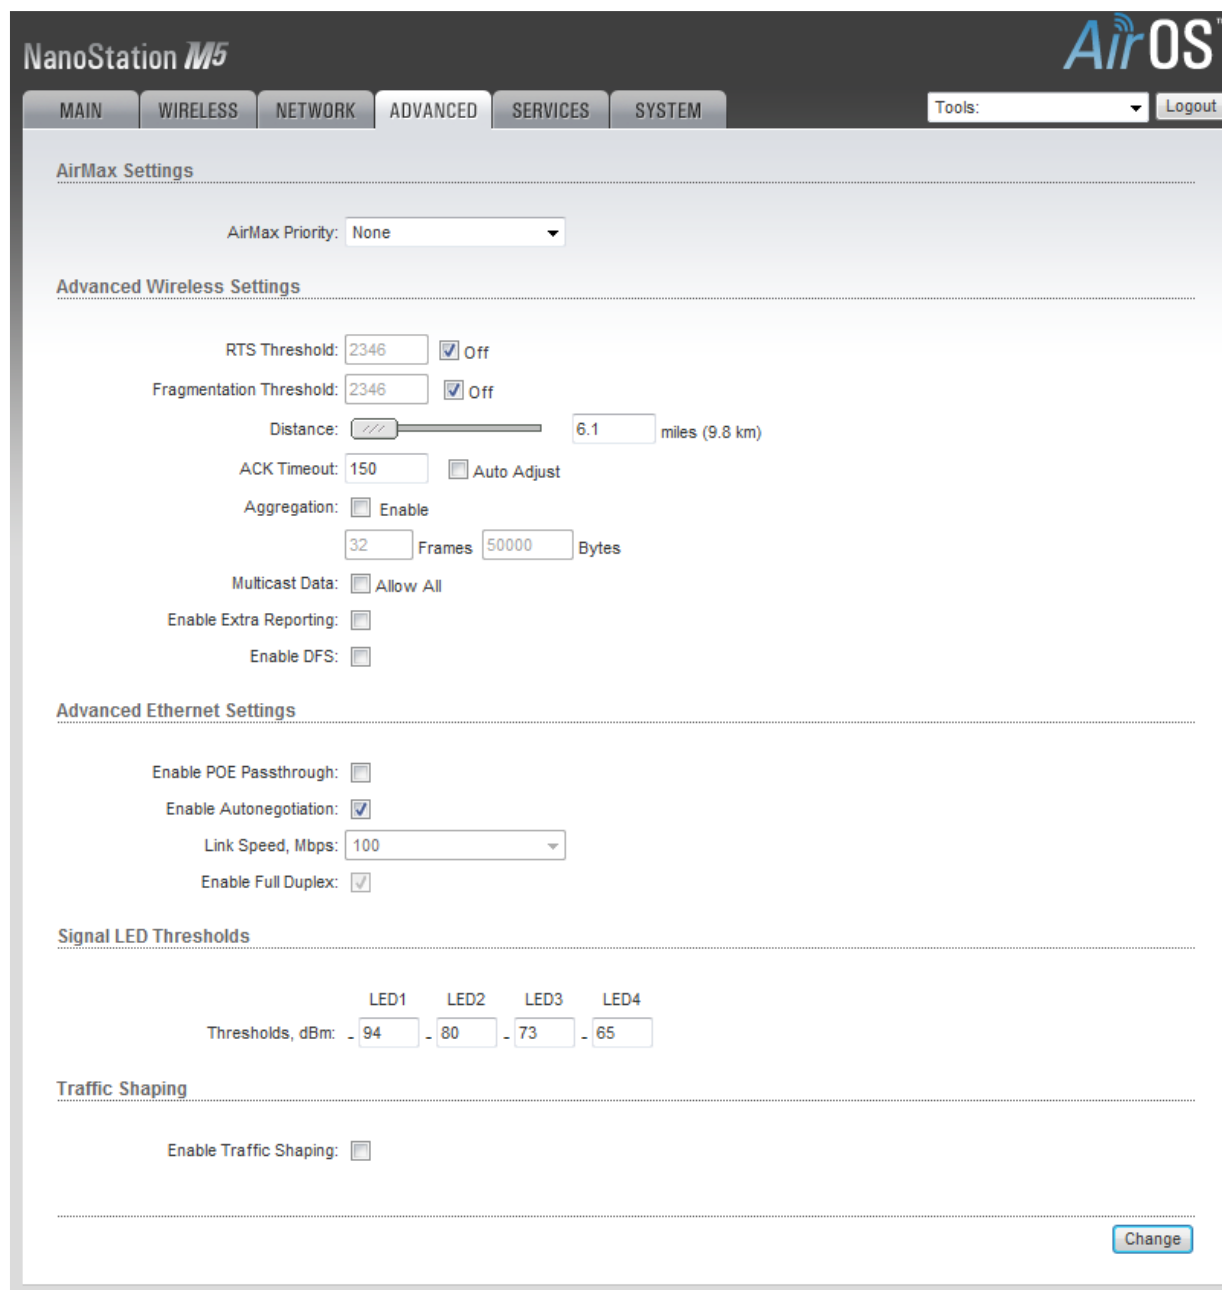 NanoStation M5
AirOS™
MAIN WIRELESS NETWORK ADVANCED SERVICES SYSTEM Tools: Logout
AirMax Settings
AirMax Priority: None
Advanced Wireless Settings
RTS Threshold: 2346 Off
Fragmentation Threshold: 2346 Off
Distance: 6.1 miles (9.8 km)
ACK Timeout: 150 Auto Adjust
Aggregation: Enable
32 Frames 50000 Bytes
Multicast Data: Allow All
Enable Extra Reporting:
Enable DFS:
Advanced Ethernet Settings
Enable POE Passthrough:
Enable Autonegotiation:
Link Speed, Mbps: 100
Enable Full Duplex:
Signal LED Thresholds
LED1 LED2 LED3 LED4
Thresholds, dBm: - 94 - 80 - 73 - 65
Traffic Shaping
Enable Traffic Shaping:
Change